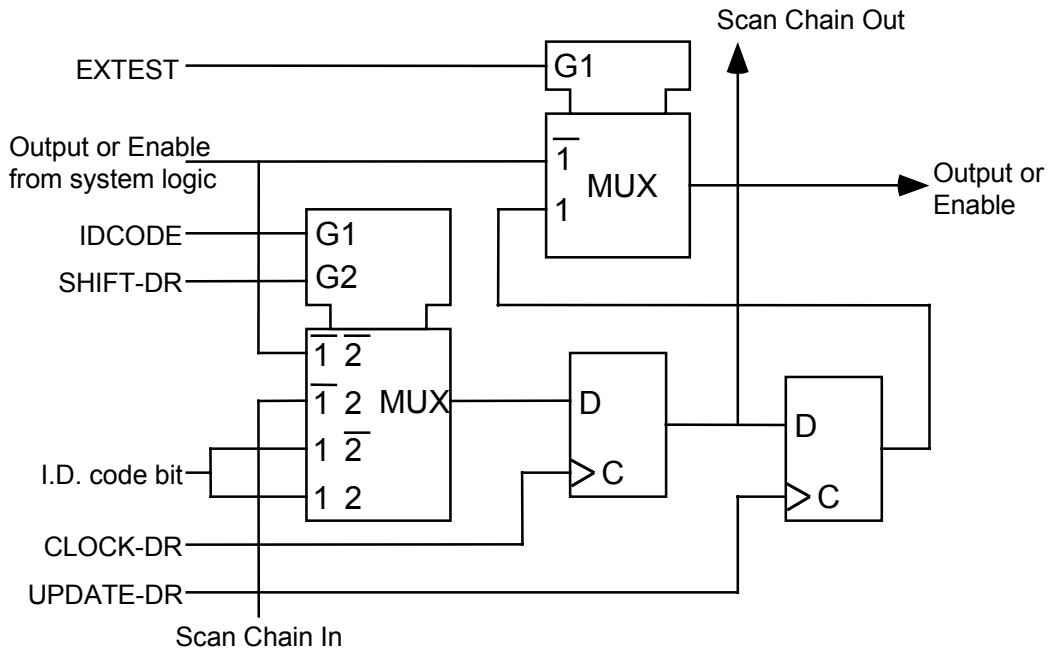 Scan Chain Out
EXTEST
G1
Output or Enable
from system logic
1
MUX
1
Output or
Enable
IDCODE
G1
SHIFT-DR
G2
1 2
1 2 MUX
1 2
1 2
D
C
D
C
I.D. code bit
CLOCK-DR
UPDATE-DR
Scan Chain In